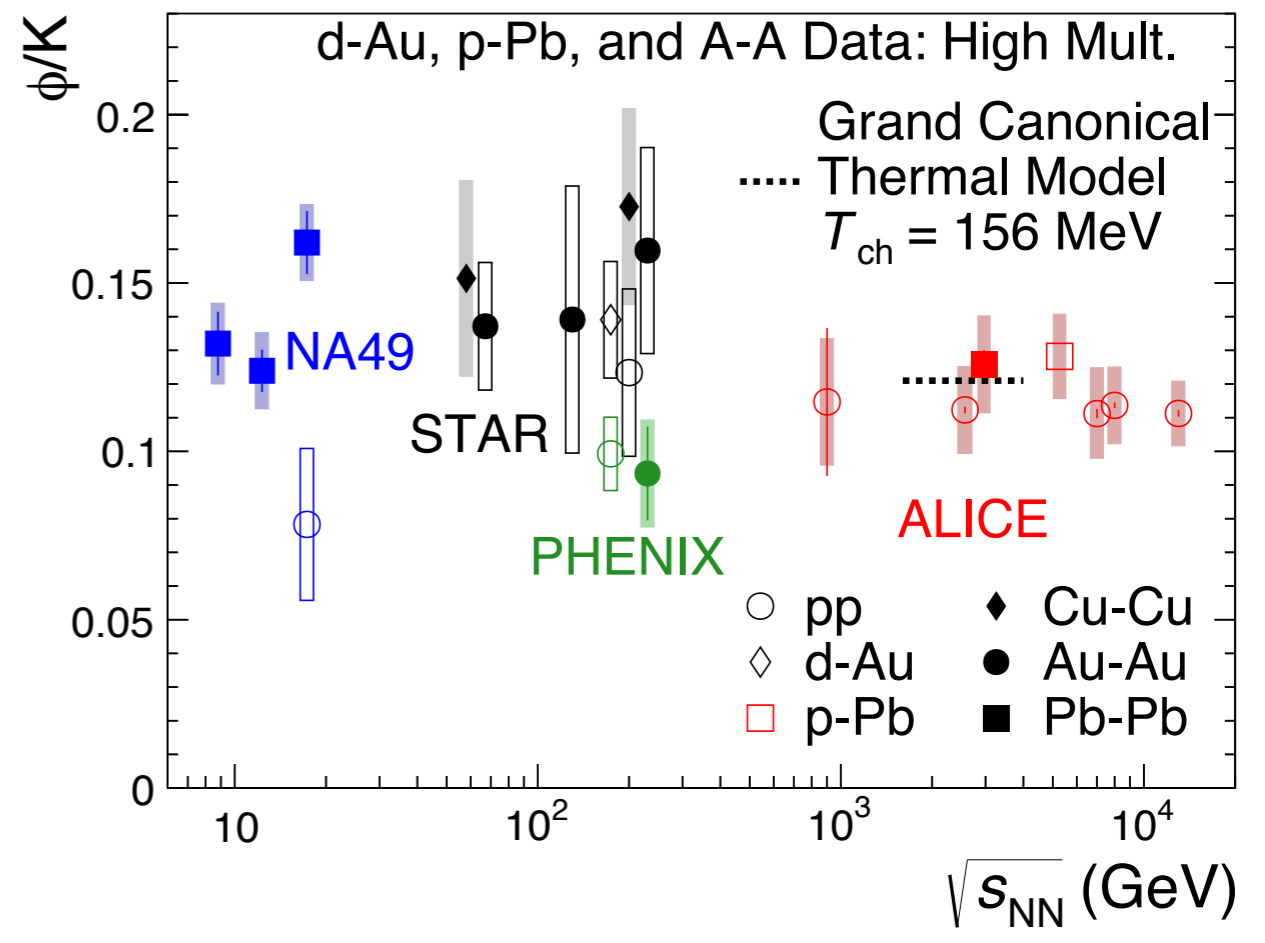 d-Au, p-Pb, and A-A Data: High Mult.
ϕ/K
Grand Canonical
Thermal Model
T_ch = 156 MeV
0.2
0.15
0.1
0.05
0
NA49
STAR
PHENIX
ALICE
pp
Cu-Cu
d-Au
Au-Au
p-Pb
Pb-Pb
10
10²
10³
10⁴
√s_NN (GeV)